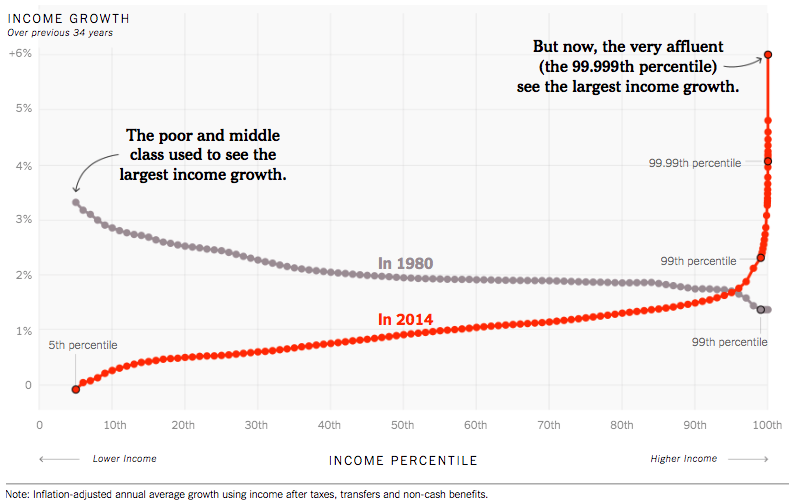 INCOME GROWTH
Over previous 34 years
+6%
5%
4%
3%
2%
1%
0
But now, the very affluent
(the 99.999th percentile)
see the largest income growth.
The poor and middle
class used to see the
largest income growth.
99.99th percentile
In 1980
99th percentile
In 2014
5th percentile
99th percentile
0
10th
20th
30th
40th
50th
60th
70th
80th
90th
100th
Lower Income
INCOME PERCENTILE
Higher Income
Note: Inflation-adjusted annual average growth using income after taxes, transfers and non-cash benefits.